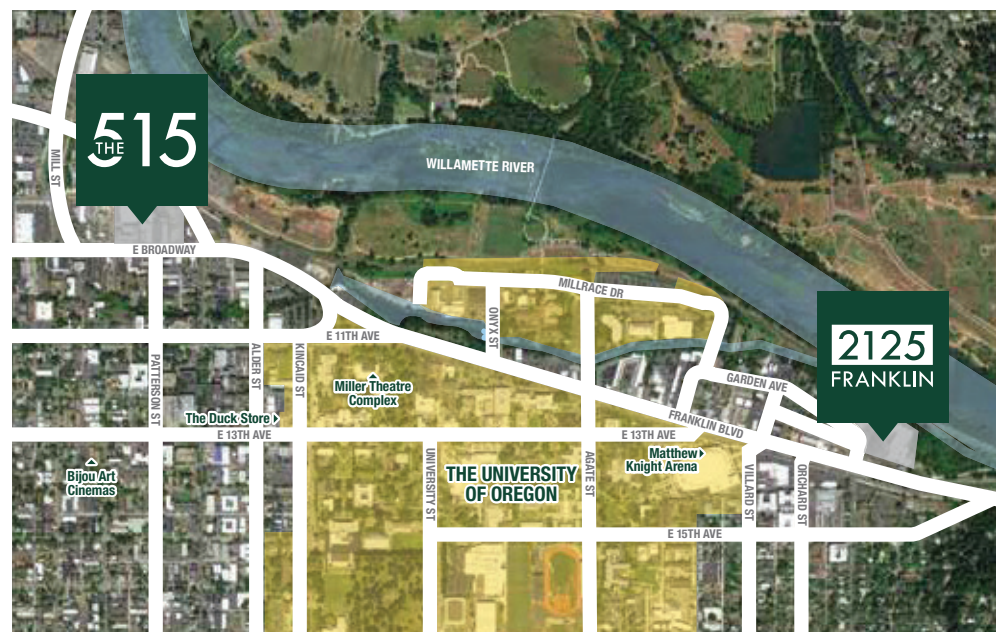 THE 515
MILL ST
WILLAMETTE RIVER
E BROADWAY
MILLRACE DR
ONYX ST
2125
FRANKLIN
E 11TH AVE
PATTERSON ST
ALDER ST
KINCAID ST
Miller Theatre
Complex
GARDEN AVE
The Duck Store
FRANKLIN BLVD
E 13TH AVE
E 13TH AVE
Matthew
Knight Arena
Bijou Art
Cinemas
UNIVERSITY ST
THE UNIVERSITY
OF OREGON
AGATE ST
VILLARD ST
ORCHARD ST
E 15TH AVE